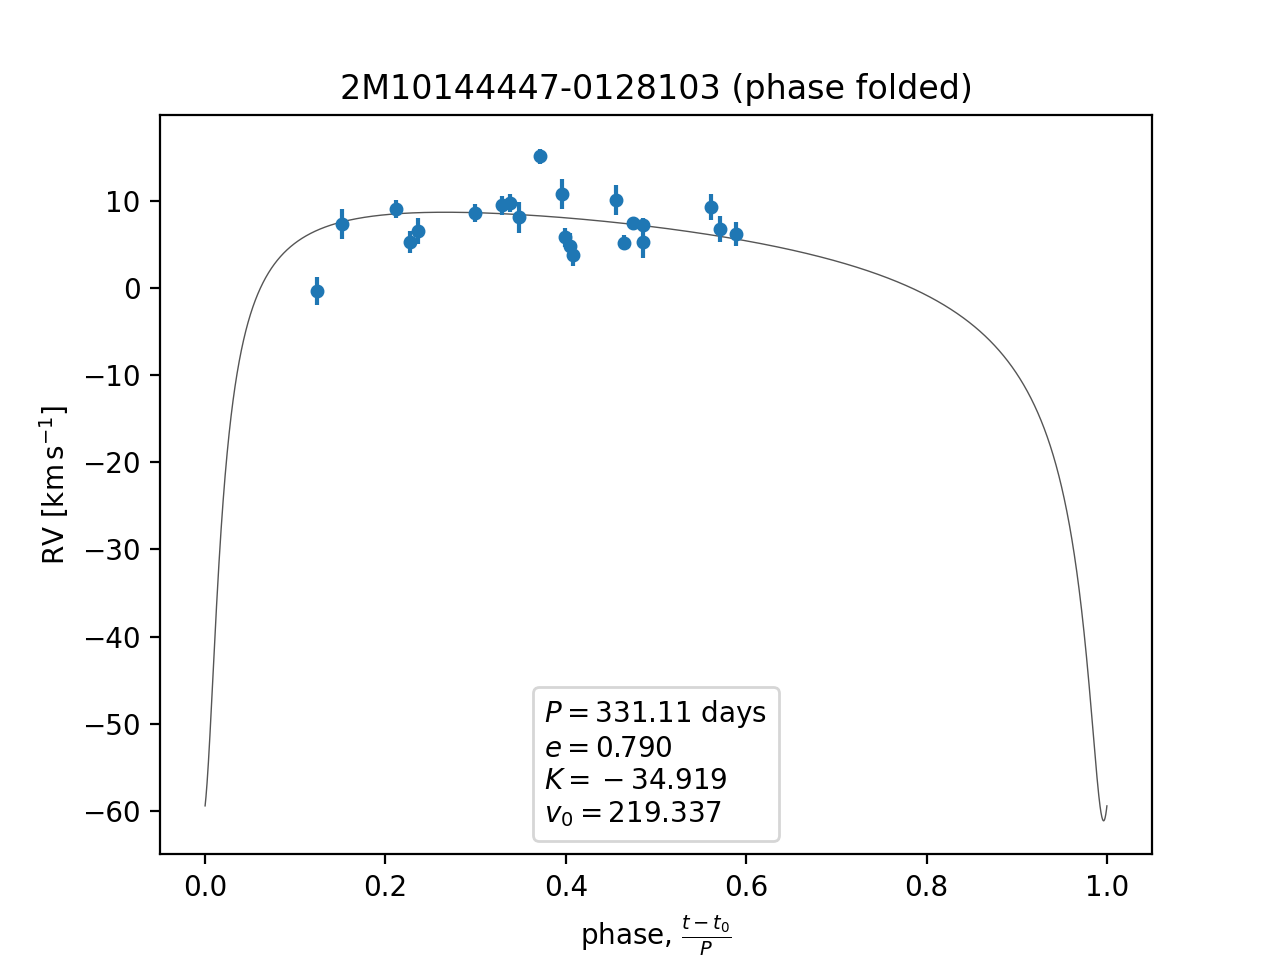 2M10144447-0128103 (phase folded)
RV [km s⁻¹]
10
0
−10
−20
−30
−40
−50
−60
P = 331.11 days
e = 0.790
K = −34.919
v₀ = 219.337
0.0 0.2 0.4 0.6 0.8 1.0
phase, (t − t₀)/P